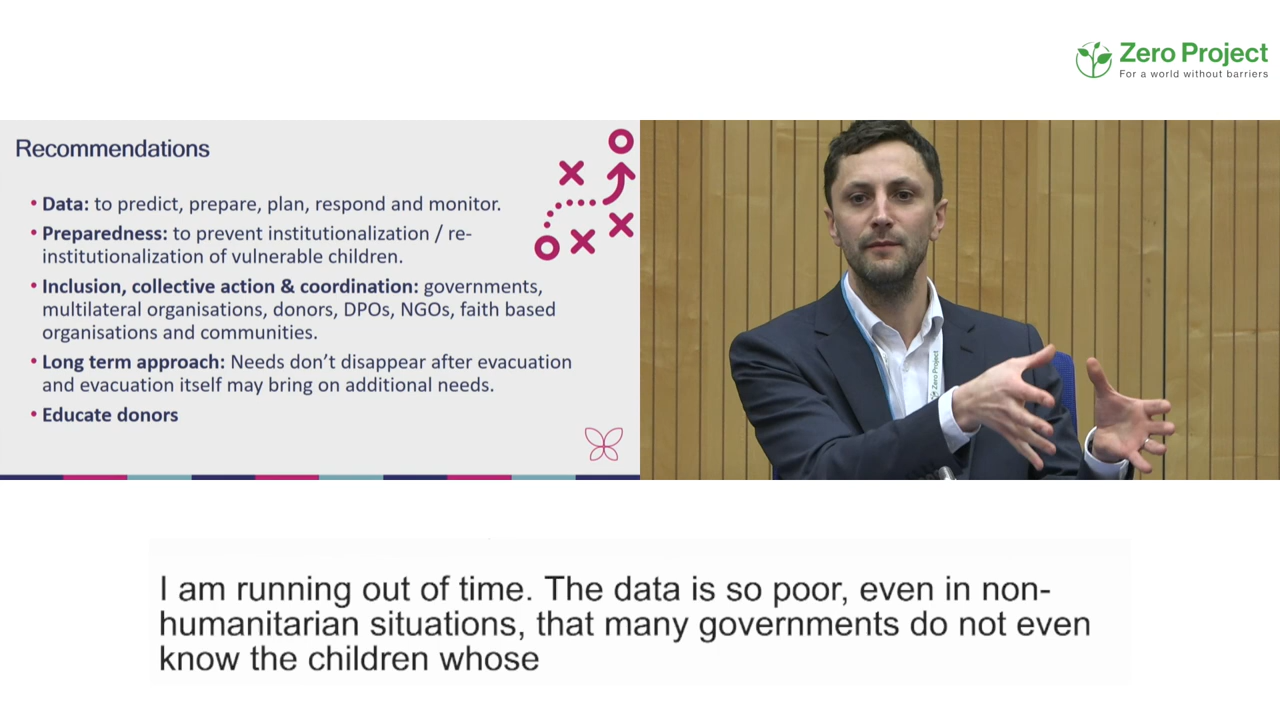 Zero Project
For a world without barriers
Recommendations
• Data: to predict, prepare, plan, respond and monitor.
• Preparedness: to prevent institutionalization / re-
institutionalization of vulnerable children.
• Inclusion, collective action & coordination: governments,
multilateral organisations, donors, DPOs, NGOs, faith based
organisations and communities.
• Long term approach: Needs don't disappear after evacuation
and evacuation itself may bring on additional needs.
• Educate donors
Zero Project
I am running out of time. The data is so poor, even in non-
humanitarian situations, that many governments do not even
know the children whose